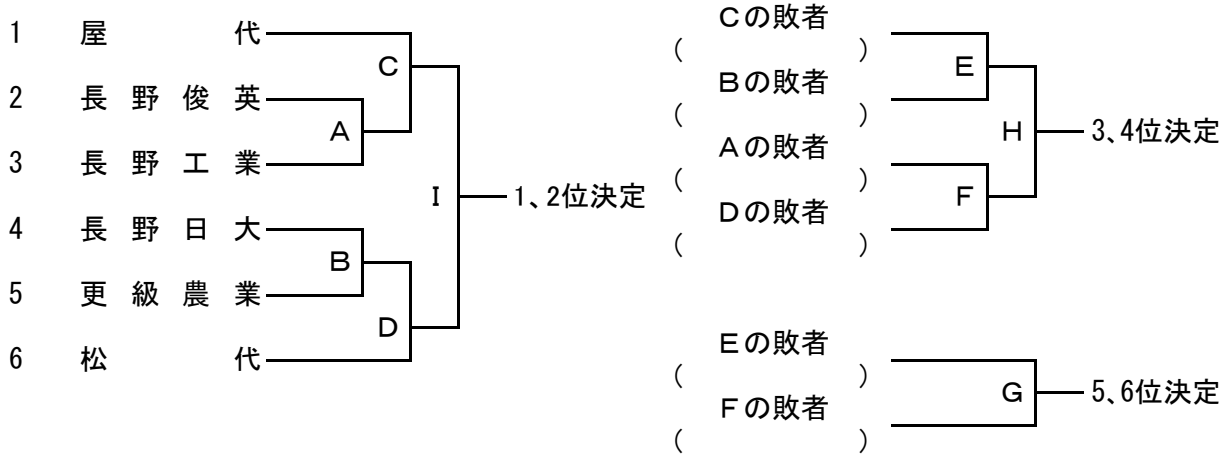 1 屋代
2 長野俊英
3 長野工業
4 長野日大
5 更級農業
6 松代
C
A
I
B
D
1、2位決定
Cの敗者
( )
Bの敗者
( )
Aの敗者
( )
Dの敗者
( )
E
H
F
3、4位決定
Eの敗者
( )
Fの敗者
( )
G
5、6位決定